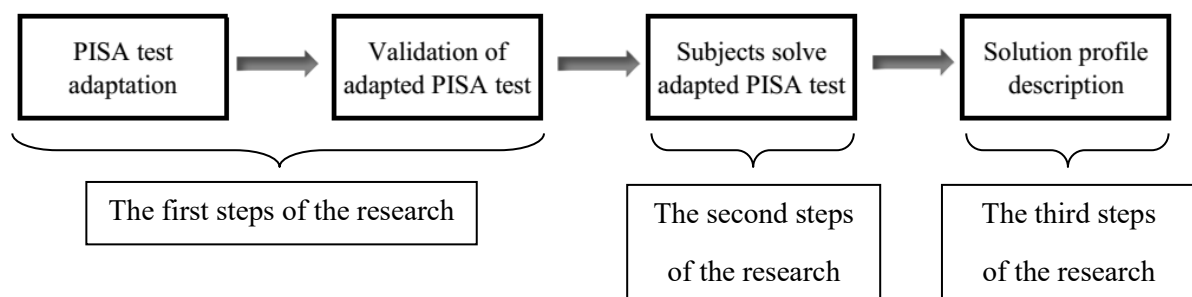 PISA test
adaptation
Validation of
adapted PISA test
Subjects solve
adapted PISA test
Solution profile
description
The first steps of the research
The second steps
of the research
The third steps
of the research